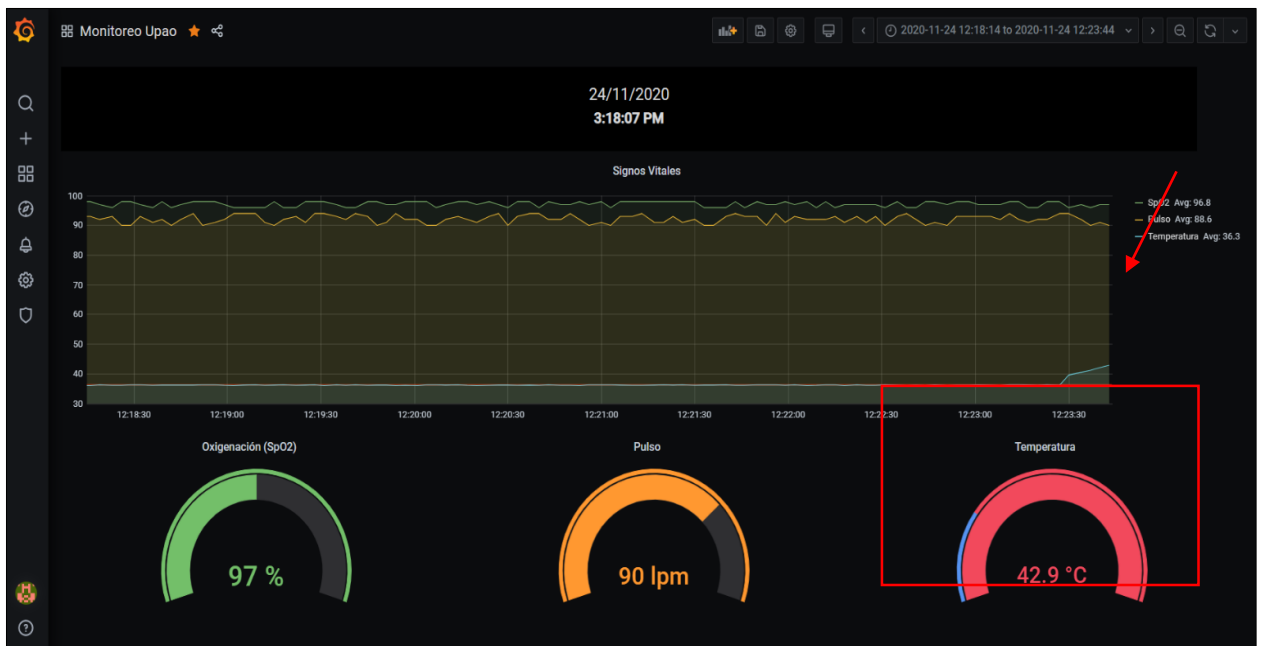 Monitoreo Upao
2020-11-24 12:18:14 to 2020-11-24 12:23:44
24/11/2020
3:18:07 PM
Signos Vitales
100
90
80
70
60
50
40
30
12:18:30 12:19:00 12:19:30 12:20:00 12:20:30 12:21:00 12:21:30 12:22:00 12:22:30 12:23:00 12:23:30
SpO2 Avg: 96.8
Pulso Avg: 88.6
Temperatura Avg: 36.3
Oxigenación (SpO2)
97 %
Pulso
90 lpm
Temperatura
42.9 °C